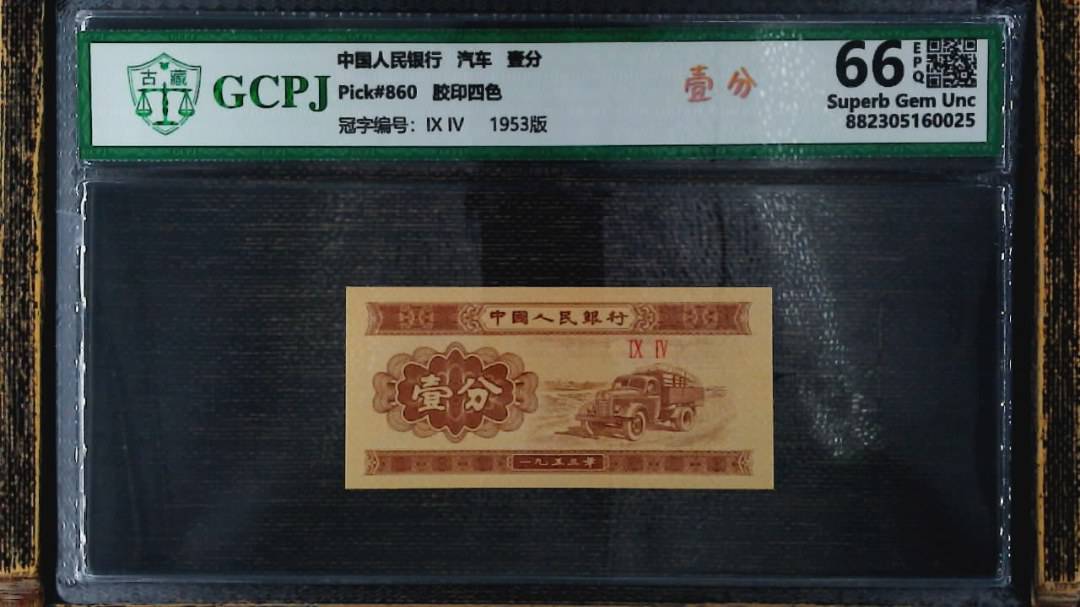 古藏
GCPJ
中国人民银行 汽车 壹分
Pick#860 胶印四色
冠字编号: IX IV 1953版
壹分
66 EPQ
Superb Gem Unc
882305160025
中國人民銀行
IX IV
壹分
一九五三年